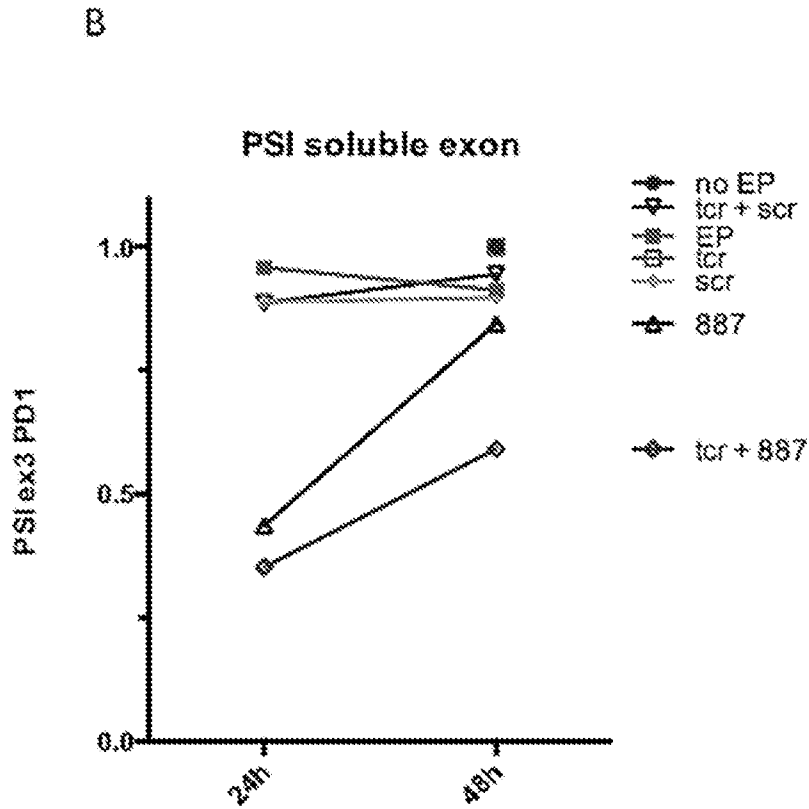 B
PSI soluble exon
no EP
tcr + scr
EP
tcr
scr
887
tcr + 887
PSI ex3 PD1
1.0
0.5
0.0
24h
48h